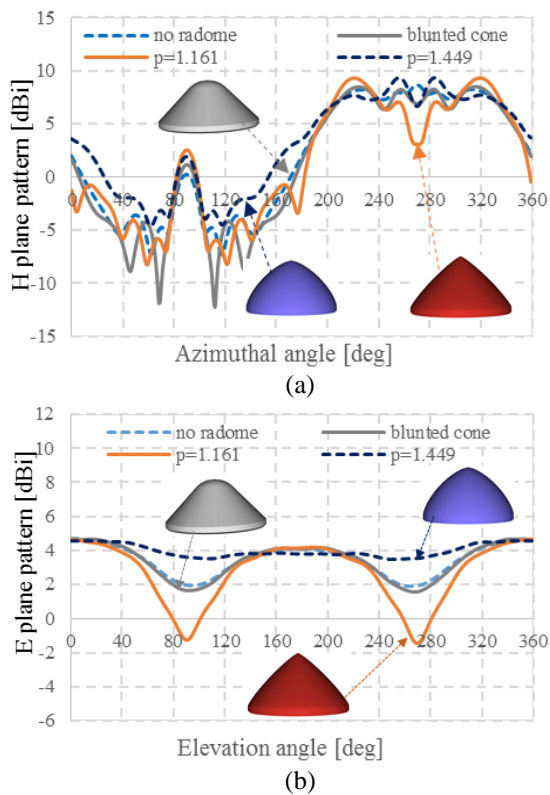 no radome blunted cone
p=1.161 p=1.449
15
10
5
0
-5
-10
-15
0 40 80 120 160 200 240 280 320 360
H plane pattern [dBi]
Azimuthal angle [deg]
(a)
no radome blunted cone
p=1.161 p=1.449
12
10
8
6
4
2
0
-2
-4
-6
0 40 80 120 160 200 240 280 320 360
E plane pattern [dBi]
Elevation angle [deg]
(b)